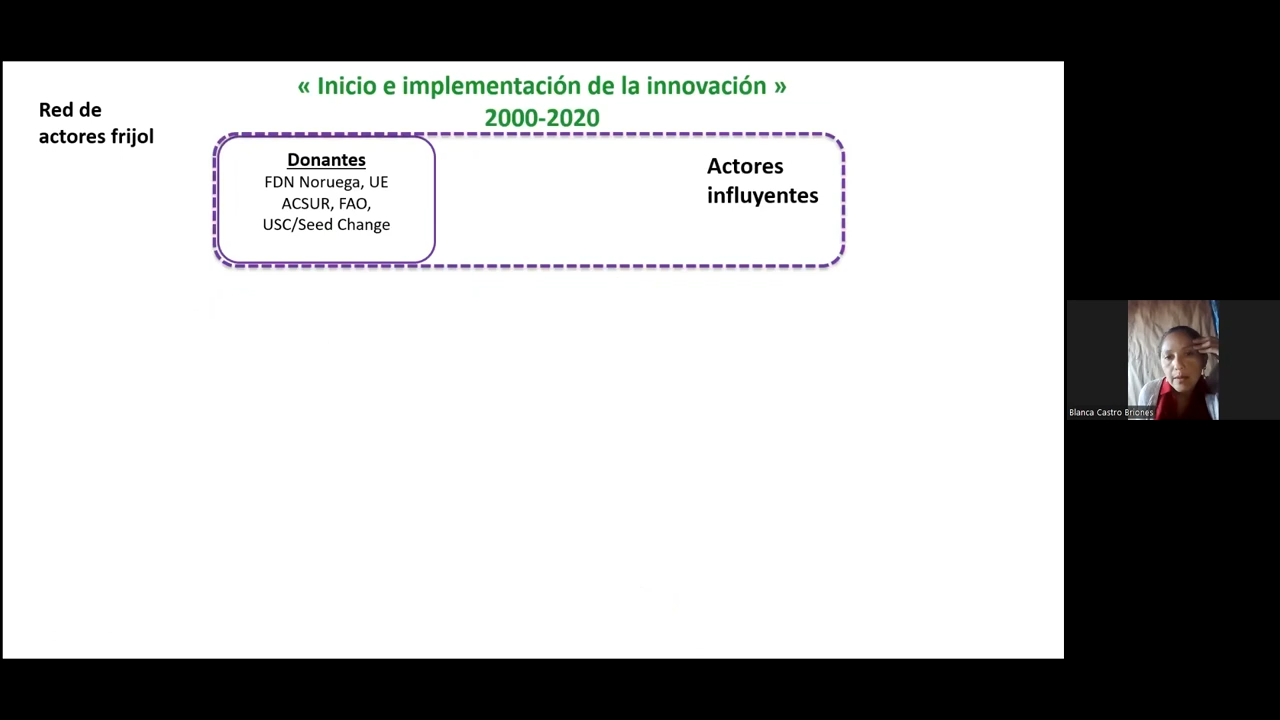 « Inicio e implementación de la innovación »
2000-2020
Red de
actores frijol
Donantes
FDN Noruega, UE
ACSUR, FAO,
USC/Seed Change
Actores
influyentes
Blanca Castro Briones